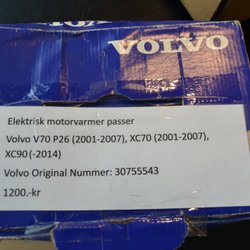 VOLVO
Elektrisk motorvarmer passer
Volvo V70 P26 (2001-2007), XC70 (2001-2007),
XC90 (-2014)
Volvo Original Nummer: 30755543
1200.-kr